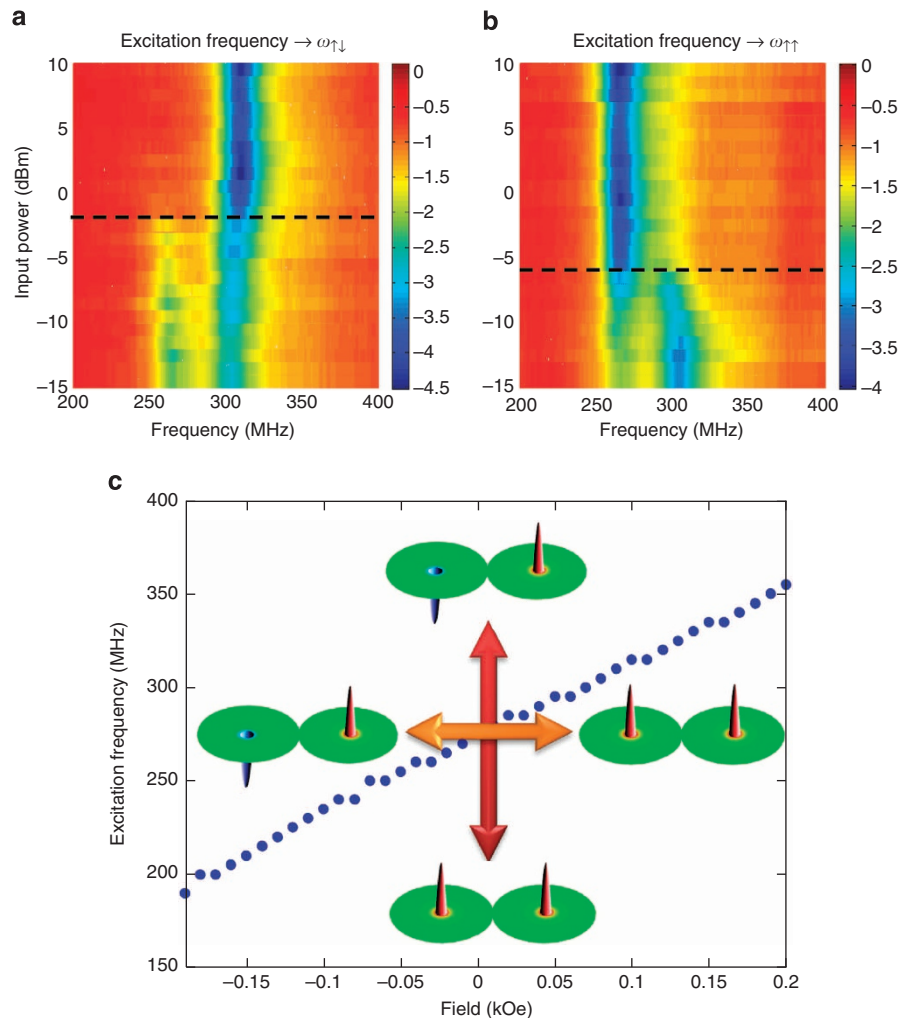 a
Excitation frequency → ω↑↓
10
5
0
−5
−10
−15
Input power (dBm)
200 250 300 350 400
Frequency (MHz)
0
−0.5
−1
−1.5
−2
−2.5
−3
−3.5
−4
−4.5
b
Excitation frequency → ω↑↑
10
5
0
−5
−10
−15
200 250 300 350 400
Frequency (MHz)
0
−0.5
−1
−1.5
−2
−2.5
−3
−3.5
−4
c
400
350
300
250
200
150
Excitation frequency (MHz)
−0.15 −0.1 −0.05 0 0.05 0.1 0.15 0.2
Field (kOe)